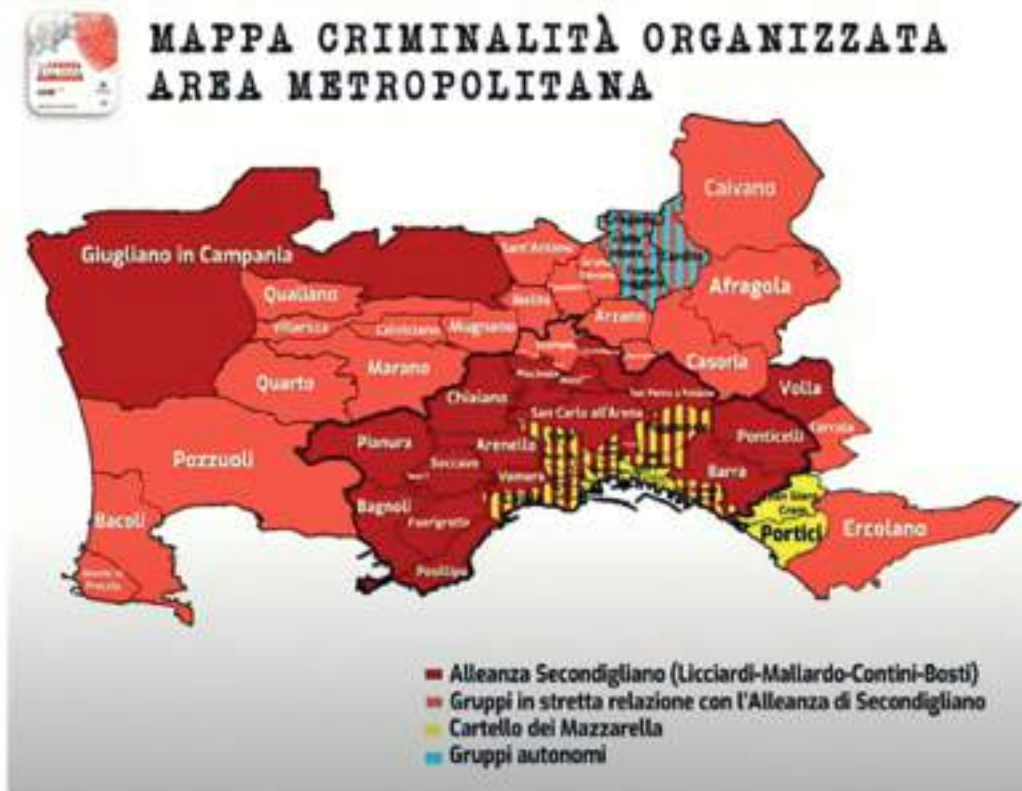 MAPPA CRIMINALITÀ ORGANIZZATA
AREA METROPOLITANA
Caivano
Giugliano in Campania
Sant'Antimo
Qualiano
Afragola
Melito
Villaricca
Calvizzano
Mugnano
Arzano
Casoria
Marano
Quarto
Volla
Chiaiano
San Carlo all'Arena
Pianura
Arenella
Ponticelli
Cercola
Pozzuoli
Soccavo
Vomero
Barra
Bagnoli
Fuorigrotta
Bacoli
Portici
Ercolano
Posillipo
Alleanza Secondigliano (Licciardi-Mallardo-Contini-Bosti)
Gruppi in stretta relazione con l'Alleanza di Secondigliano
Cartello dei Mazzarella
Gruppi autonomi